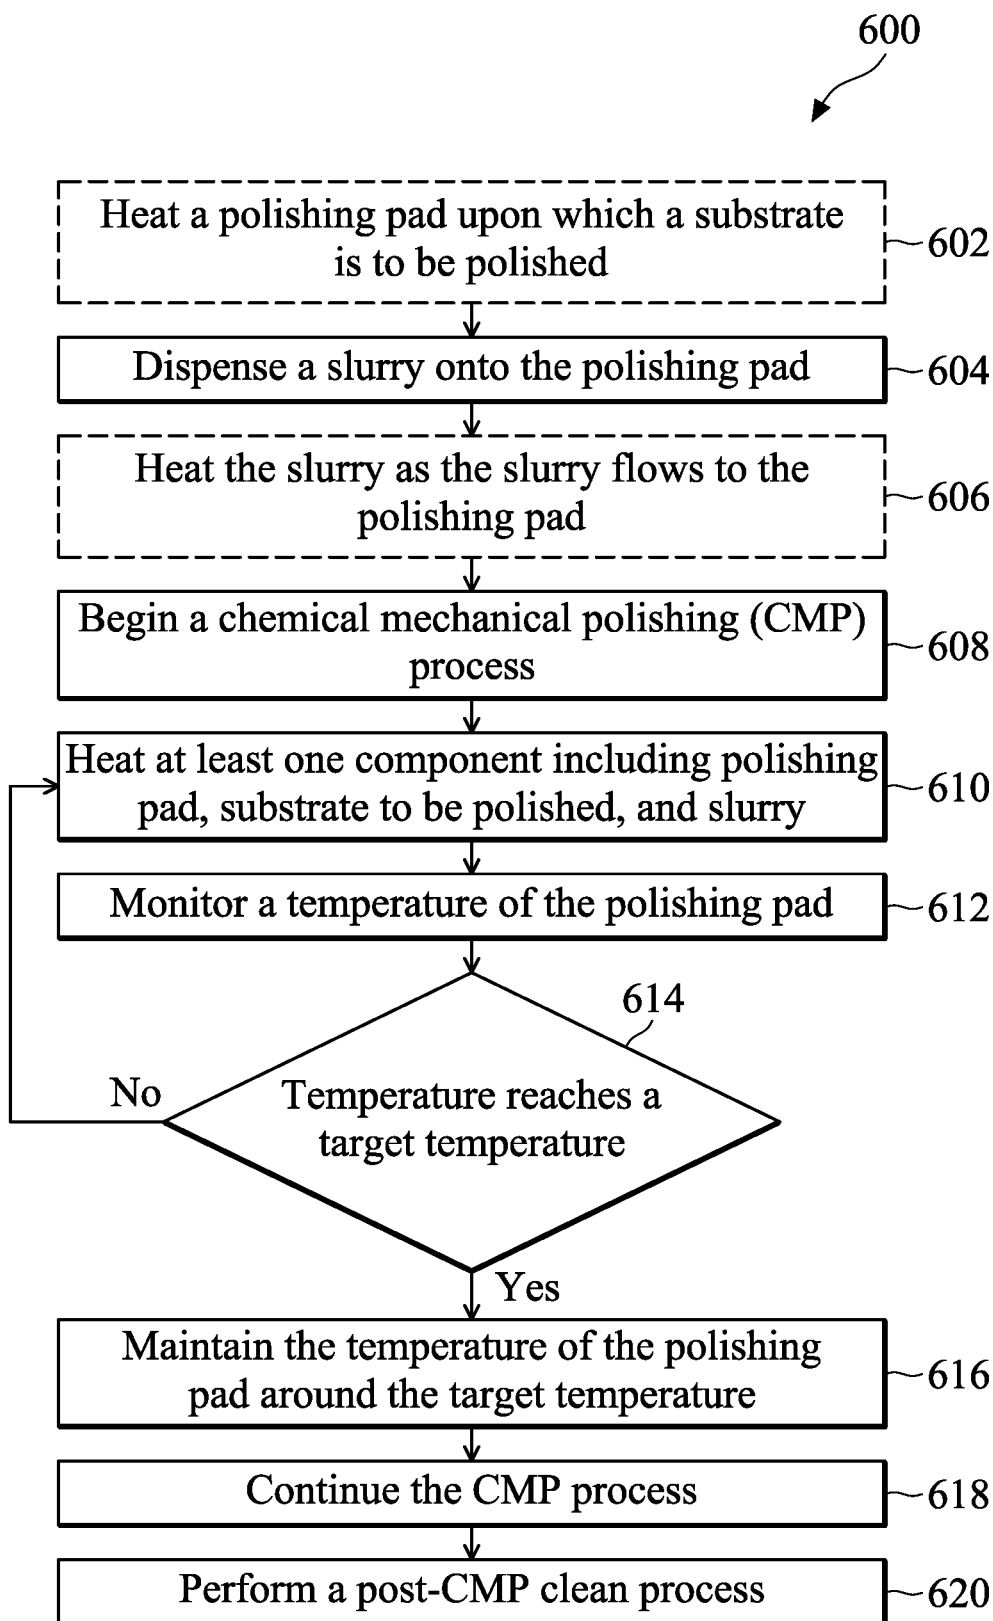 600
Heat a polishing pad upon which a substrate
is to be polished
602
Dispense a slurry onto the polishing pad
604
Heat the slurry as the slurry flows to the
polishing pad
606
Begin a chemical mechanical polishing (CMP)
process
608
Heat at least one component including polishing
pad, substrate to be polished, and slurry
610
Monitor a temperature of the polishing pad
612
614
No
Temperature reaches a
target temperature
Yes
Maintain the temperature of the polishing
pad around the target temperature
616
Continue the CMP process
618
Perform a post-CMP clean process
620